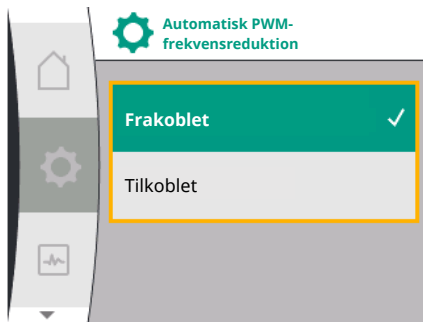 Automatisk PWM-
frekvensreduktion
Frakoblet
Tilkoblet